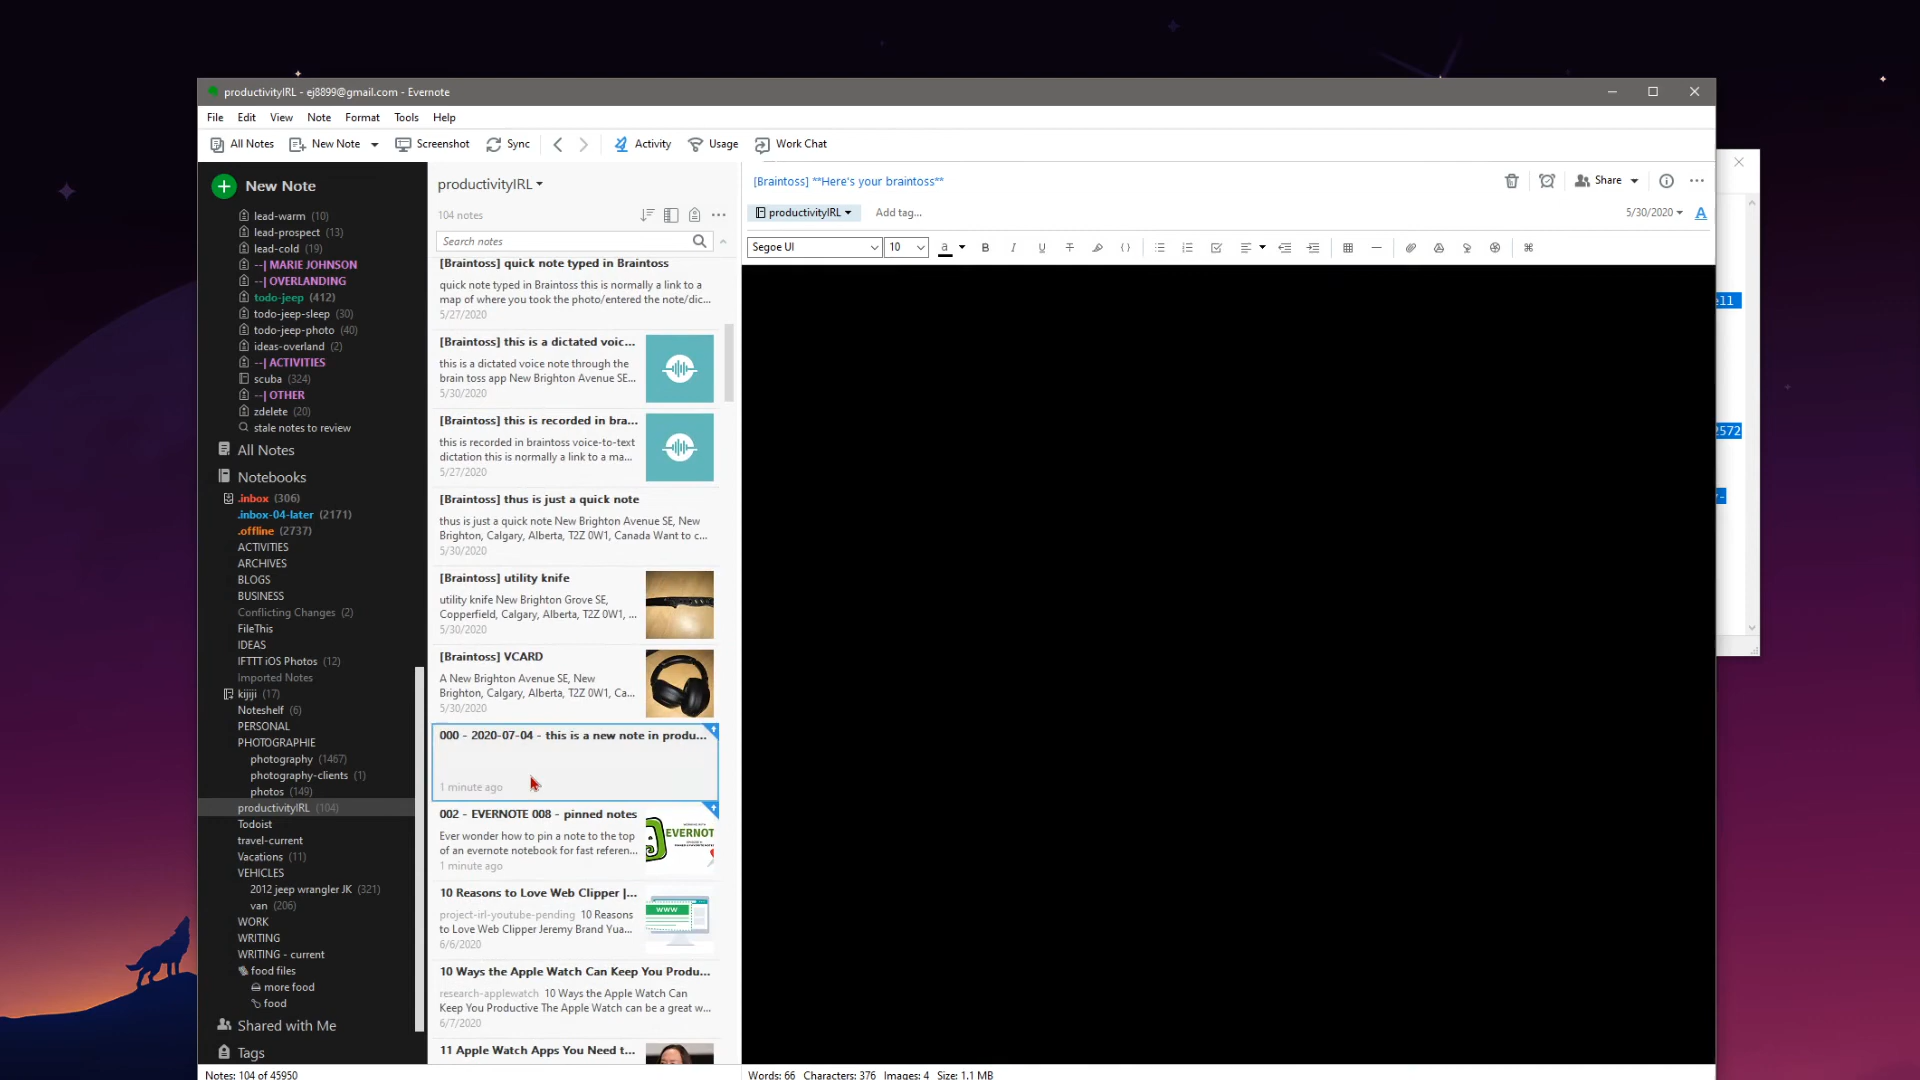 productivityIRL - ej8899@gmail.com - Evernote
File Edit View Note Format Tools Help
All Notes New Note Screenshot Sync Activity Usage Work Chat
New Note
lead-warm (10)
lead-prospect (13)
lead-cold (19)
--| MARIE JOHNSON
--| OVERLANDING
todo-jeep (412)
todo-jeep-sleep (30)
todo-jeep-photo (40)
ideas-overland (2)
--| ACTIVITIES
scuba (324)
--| OTHER
zdelete (20)
stale notes to review
All Notes
Notebooks
.inbox (306)
.inbox-04-later (2171)
.offline (2737)
ACTIVITIES
ARCHIVES
BLOGS
BUSINESS
Conflicting Changes (2)
FileThis
IDEAS
IFTTT iOS Photos (12)
Imported Notes
kijiji (17)
Noteshelf (6)
PERSONAL
PHOTOGRAPHIE
photography (1467)
photography-clients (1)
photos (149)
productivityIRL (104)
Todoist
travel-current
Vacations (11)
VEHICLES
2012 jeep wrangler JK (321)
van (206)
WORK
WRITING
WRITING - current
food files
more food
food
Shared with Me
Tags
Notes: 104 of 45950
productivityIRL
104 notes
Search notes
[Braintoss] quick note typed in Braintoss
quick note typed in Braintoss this is normally a link to a
map of where you took the photo/entered the note/dic...
5/27/2020
[Braintoss] this is a dictated voic...
this is a dictated voice note through the
brain toss app New Brighton Avenue SE...
5/30/2020
[Braintoss] this is recorded in bra...
this is recorded in braintoss voice-to-text
dictation this is normally a link to a ma...
5/27/2020
[Braintoss] thus is just a quick note
thus is just a quick note New Brighton Avenue SE, New
Brighton, Calgary, Alberta, T2Z 0W1, Canada Want to c...
5/30/2020
[Braintoss] utility knife
utility knife New Brighton Grove SE,
Copperfield, Calgary, Alberta, T2Z 0W1, ...
5/30/2020
[Braintoss] VCARD
A New Brighton Avenue SE, New
Brighton, Calgary, Alberta, T2Z 0W1, Ca...
5/30/2020
000 - 2020-07-04 - this is a new note in produ...
1 minute ago
002 - EVERNOTE 008 - pinned notes
Ever wonder how to pin a note to the top
of an evernote notebook for fast referen...
1 minute ago
EVERNOT
10 Reasons to Love Web Clipper |...
project-irl-youtube-pending 10 Reasons
to Love Web Clipper Jeremy Brand Yua...
6/6/2020
WWW
10 Ways the Apple Watch Can Keep You Produ...
research-applewatch 10 Ways the Apple Watch Can
Keep You Productive The Apple Watch can be a great w...
6/7/2020
11 Apple Watch Apps You Need t...
[Braintoss] **Here's your braintoss**
Share
productivityIRL Add tag... 5/30/2020 A
Segoe UI 10 a B I U T
Words: 66 Characters: 376 Images: 4 Size: 1.1 MB
2572